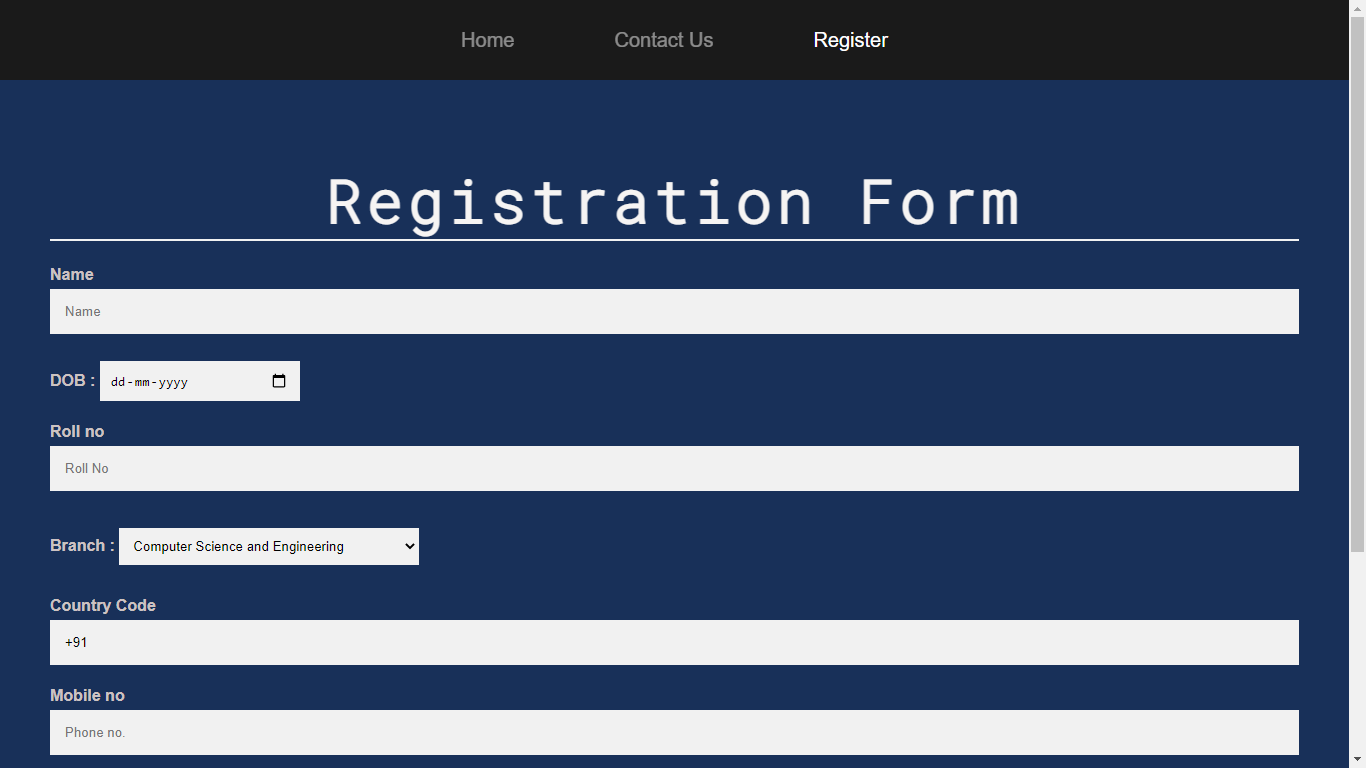 Home Contact Us Register
Registration Form
Name
Name
DOB : dd-mm-yyyy
Roll no
Roll No
Branch : Computer Science and Engineering
Country Code
+91
Mobile no
Phone no.